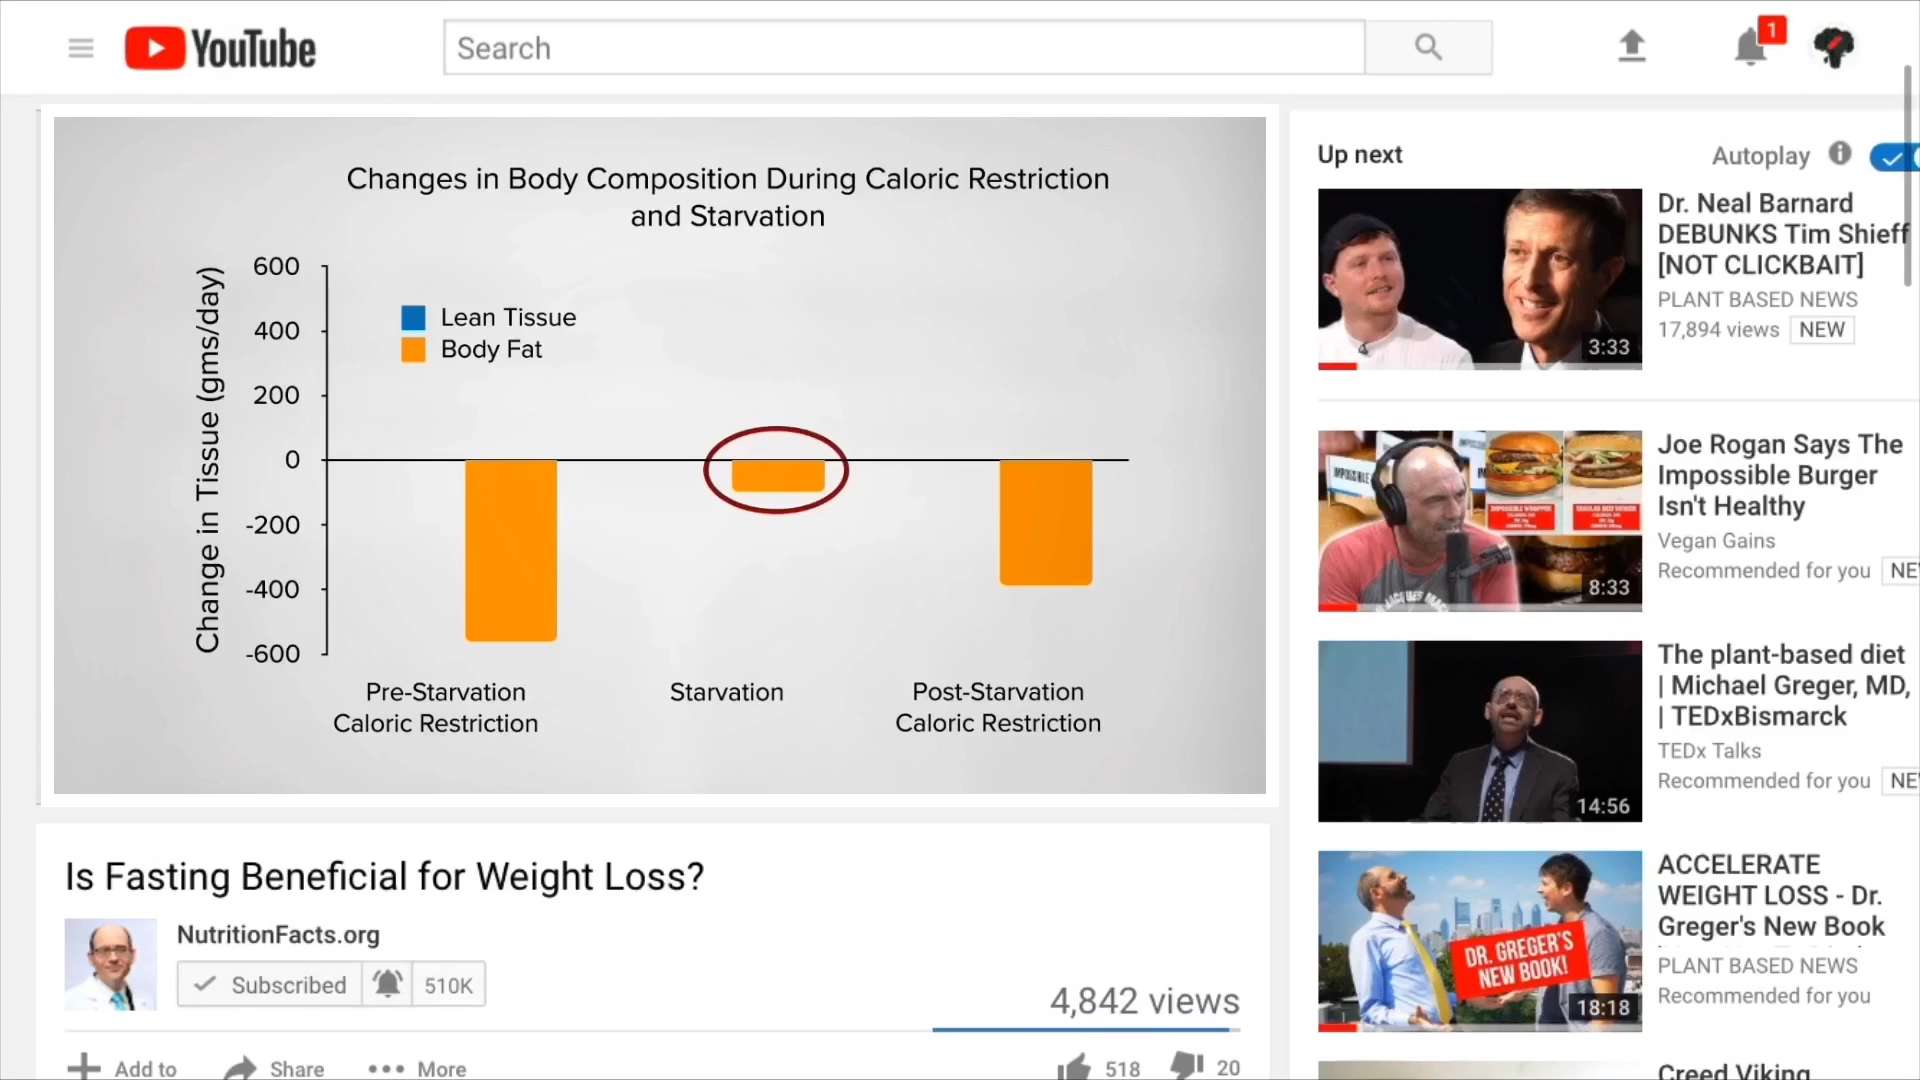 YouTube
Search
1
Changes in Body Composition During Caloric Restriction
and Starvation
Change in Tissue (gms/day)
600
400
200
0
-200
-400
-600
Lean Tissue
Body Fat
Pre-Starvation
Caloric Restriction
Starvation
Post-Starvation
Caloric Restriction
Is Fasting Beneficial for Weight Loss?
NutritionFacts.org
Subscribed
510K
4,842 views
Add to
Share
More
518
20
Up next
Autoplay
3:33
Dr. Neal Barnard
DEBUNKS Tim Shieff
[NOT CLICKBAIT]
PLANT BASED NEWS
17,894 views
NEW
8:33
Joe Rogan Says The
Impossible Burger
Isn't Healthy
Vegan Gains
Recommended for you
NE
14:56
The plant-based diet
| Michael Greger, MD,
| TEDxBismarck
TEDx Talks
Recommended for you
NE
DR. GREGER'S
NEW BOOK!
18:18
ACCELERATE
WEIGHT LOSS - Dr.
Greger's New Book
PLANT BASED NEWS
Recommended for you
Creed Viking